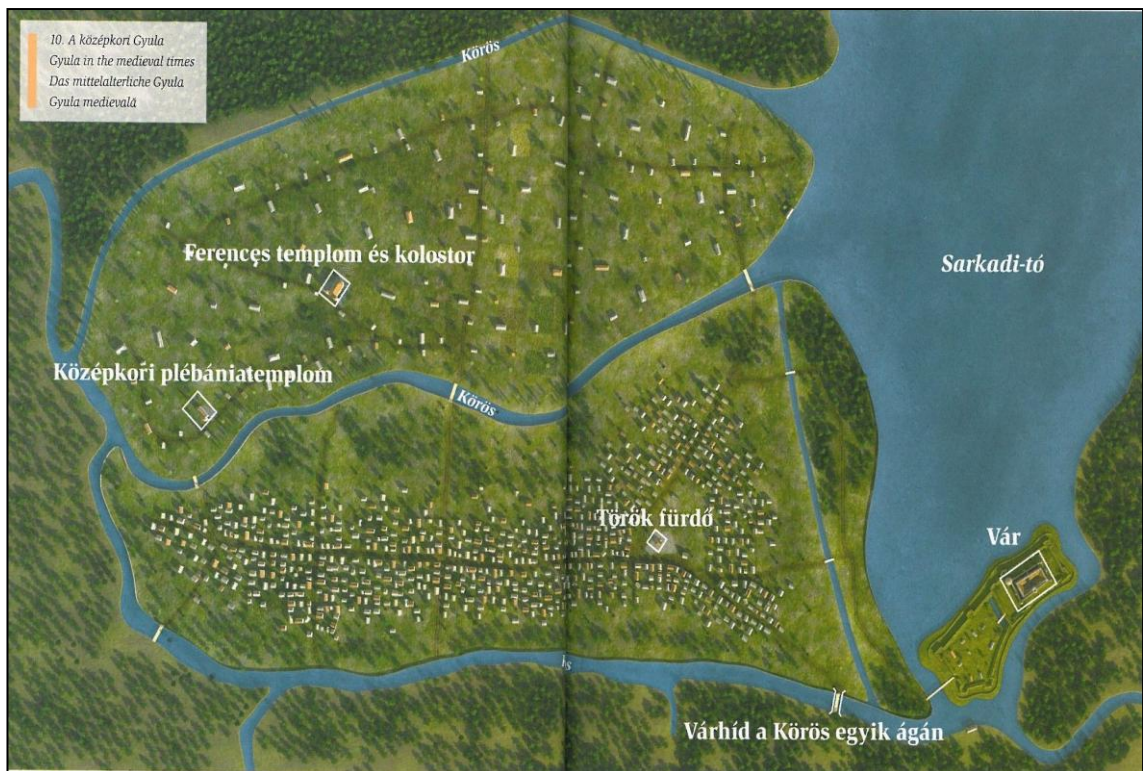 10. A középkori Gyula
Gyula in the medieval times
Das mittelalterliche Gyula
Gyula medievală
Körös
Ferences templom és kolostor
Sarkadi-tó
Középkori plébániatemplom
Körös
Török fürdő
Vár
Várhíd a Körös egyik ágán